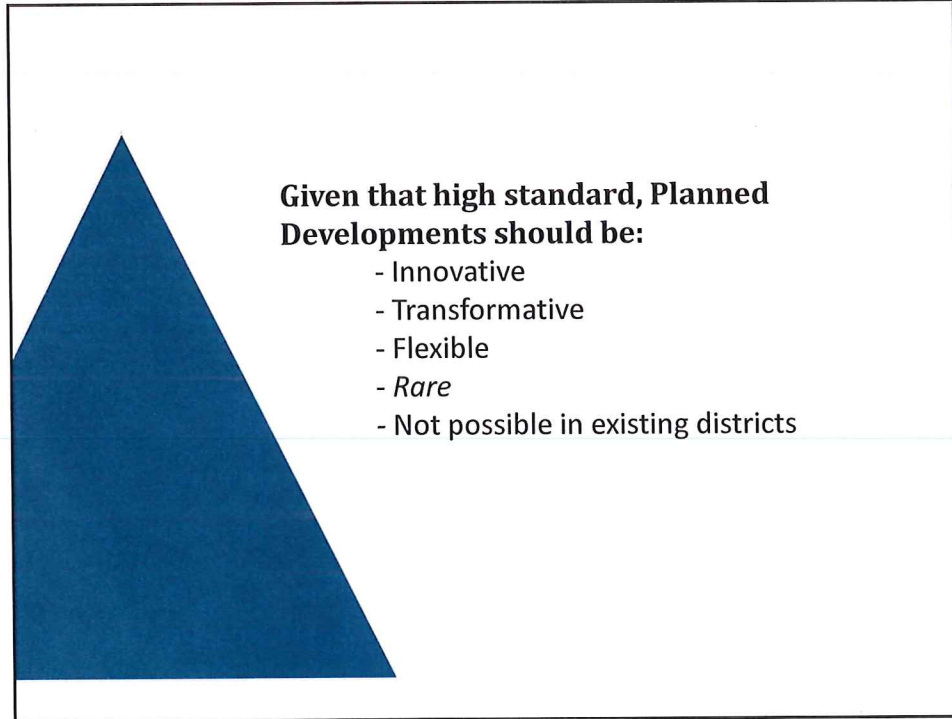 Given that high standard, Planned
Developments should be:
- Innovative
- Transformative
- Flexible
- Rare
- Not possible in existing districts